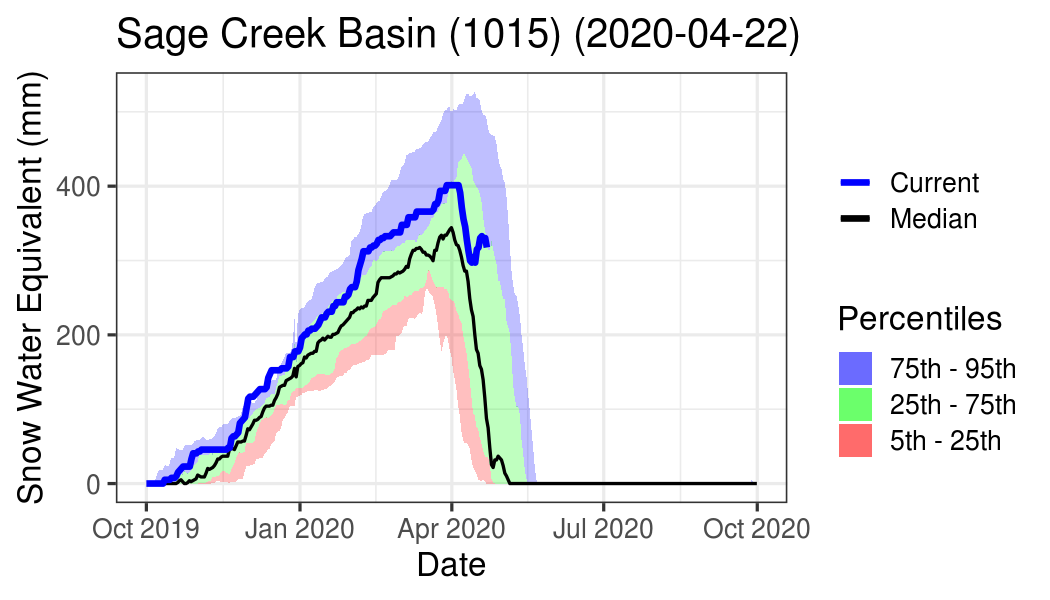 Sage Creek Basin (1015) (2020-04-22)
Snow Water Equivalent (mm)
400
200
0
Oct 2019
Jan 2020
Apr 2020
Jul 2020
Oct 2020
Date
Current
Median
Percentiles
75th - 95th
25th - 75th
5th - 25th